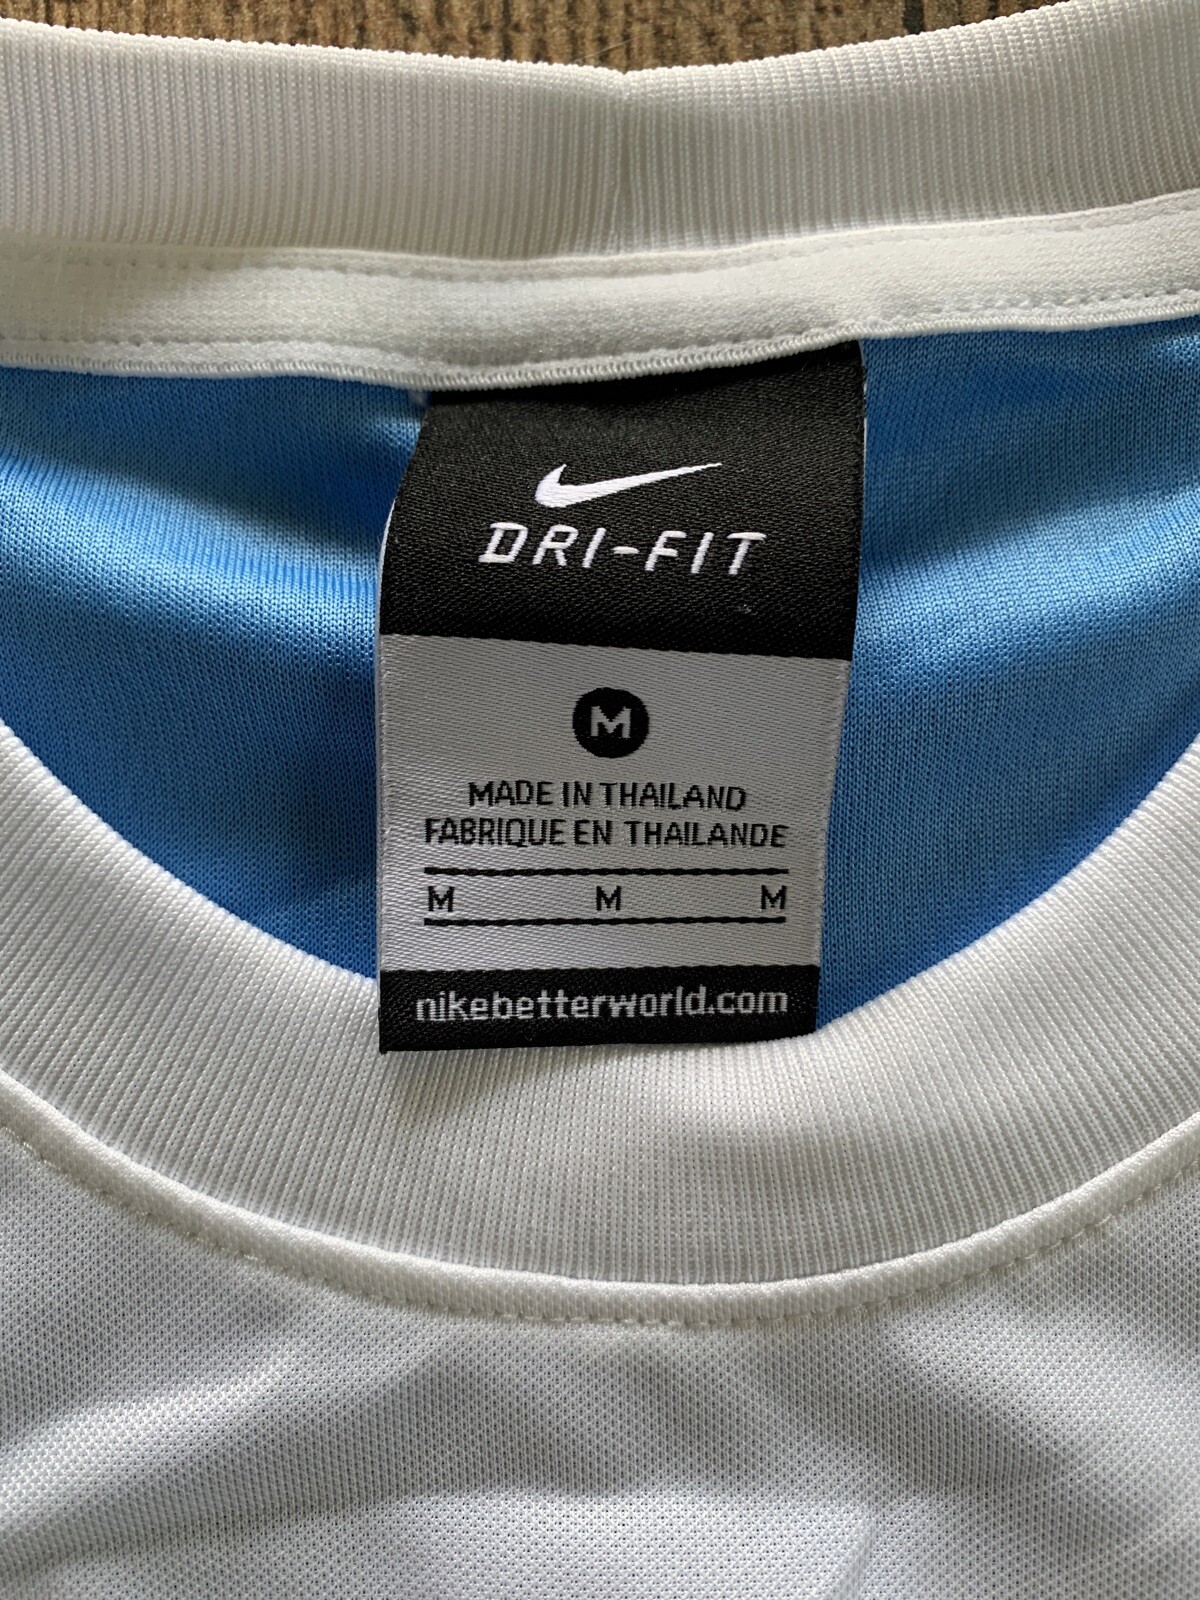 DRI-FIT
M
MADE IN THAILAND
FABRIQUE EN THAILANDE
M M M
nikebetterworld.com